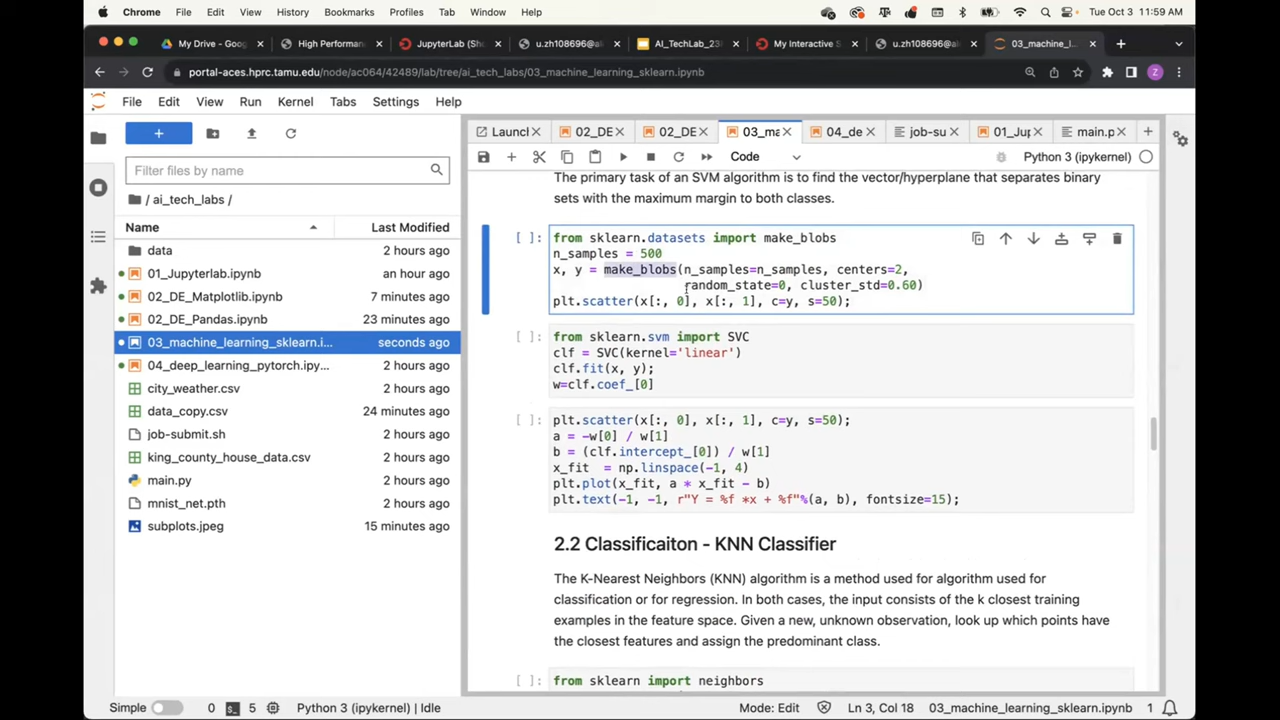 Chrome File Edit View History Bookmarks Profiles Tab Window Help Tue Oct 3 11:59 AM
My Drive - Goog JupyterLab High Performan JupyterLab (Sh u.zh108696@al AI_TechLab_23 My Interactive S u.zh108696@al 03_machine_l
portal-aces.hprc.tamu.edu/node/ac064/42489/lab/tree/ai_tech_labs/03_machine_learning_sklearn.ipynb Z
File Edit View Run Kernel Tabs Settings Help
Launcl 02_DE 02_DE 03_ma 04_de job-su 01_Jup main.p
Code Python 3 (ipykernel)
Filter files by name
/ ai_tech_labs /
Name Last Modified
data 2 hours ago
01_Jupyterlab.ipynb an hour ago
02_DE_Matplotlib.ipynb 7 minutes ago
02_DE_Pandas.ipynb 23 minutes ago
03_machine_learning_sklearn.i... seconds ago
04_deep_learning_pytorch.ipy... 2 hours ago
city_weather.csv 2 hours ago
data_copy.csv 24 minutes ago
job-submit.sh 2 hours ago
king_county_house_data.csv 2 hours ago
main.py 2 hours ago
mnist_net.pth 2 hours ago
subplots.jpeg 15 minutes ago
The primary task of an SVM algorithm is to find the vector/hyperplane that separates binary
sets with the maximum margin to both classes.
[ ]: from sklearn.datasets import make_blobs
n_samples = 500
x, y = make_blobs(n_samples=n_samples, centers=2,
random_state=0, cluster_std=0.60)
plt.scatter(x[:, 0], x[:, 1], c=y, s=50);
[ ]: from sklearn.svm import SVC
clf = SVC(kernel='linear')
clf.fit(x, y);
w=clf.coef_[0]
[ ]: plt.scatter(x[:, 0], x[:, 1], c=y, s=50);
a = -w[0] / w[1]
b = (clf.intercept_[0]) / w[1]
x_fit = np.linspace(-1, 4)
plt.plot(x_fit, a * x_fit - b)
plt.text(-1, -1, r"Y = %f *x + %f"%(a, b), fontsize=15);
2.2 Classificaiton - KNN Classifier
The K-Nearest Neighbors (KNN) algorithm is a method used for algorithm used for
classification or for regression. In both cases, the input consists of the k closest training
examples in the feature space. Given a new, unknown observation, look up which points have
the closest features and assign the predominant class.
[ ]: from sklearn import neighbors
Simple 0 5 Python 3 (ipykernel) | Idle Mode: Edit Ln 3, Col 18 03_machine_learning_sklearn.ipynb 1